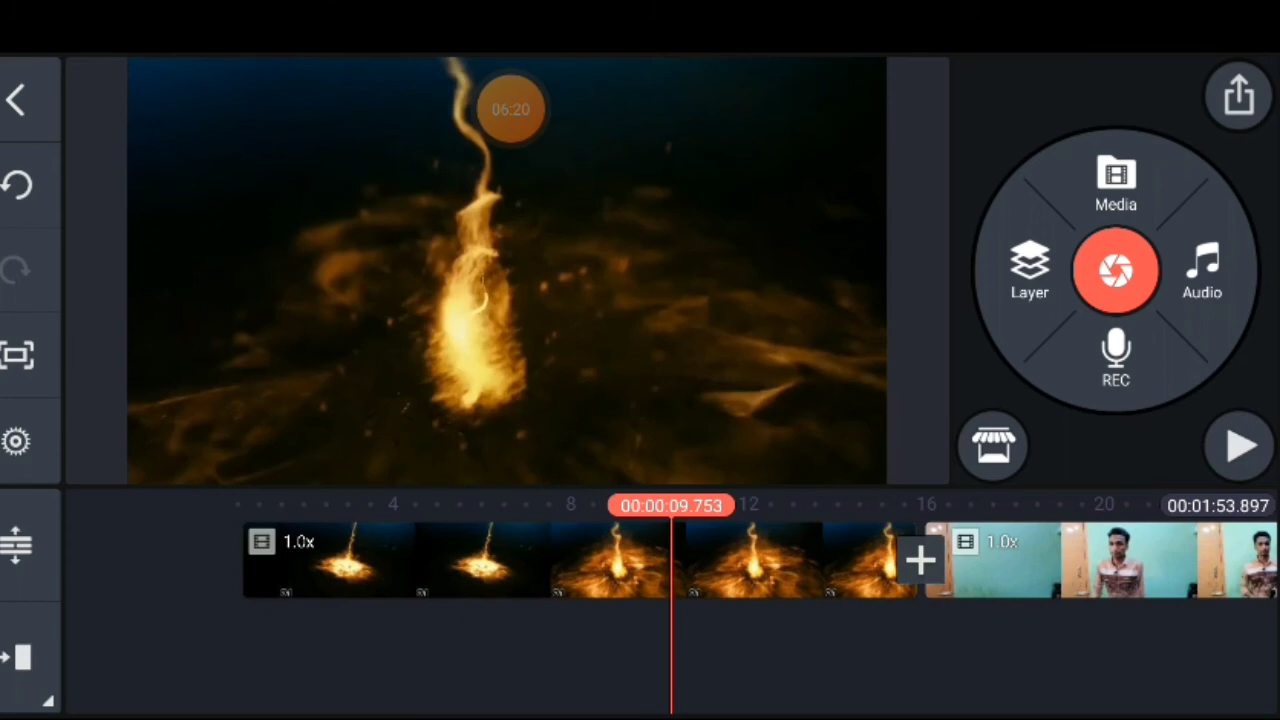 06:20
Media
Layer
Audio
REC
4
8
00:00:09.753
12
16
20
00:01:53.897
1.0x
1.0x